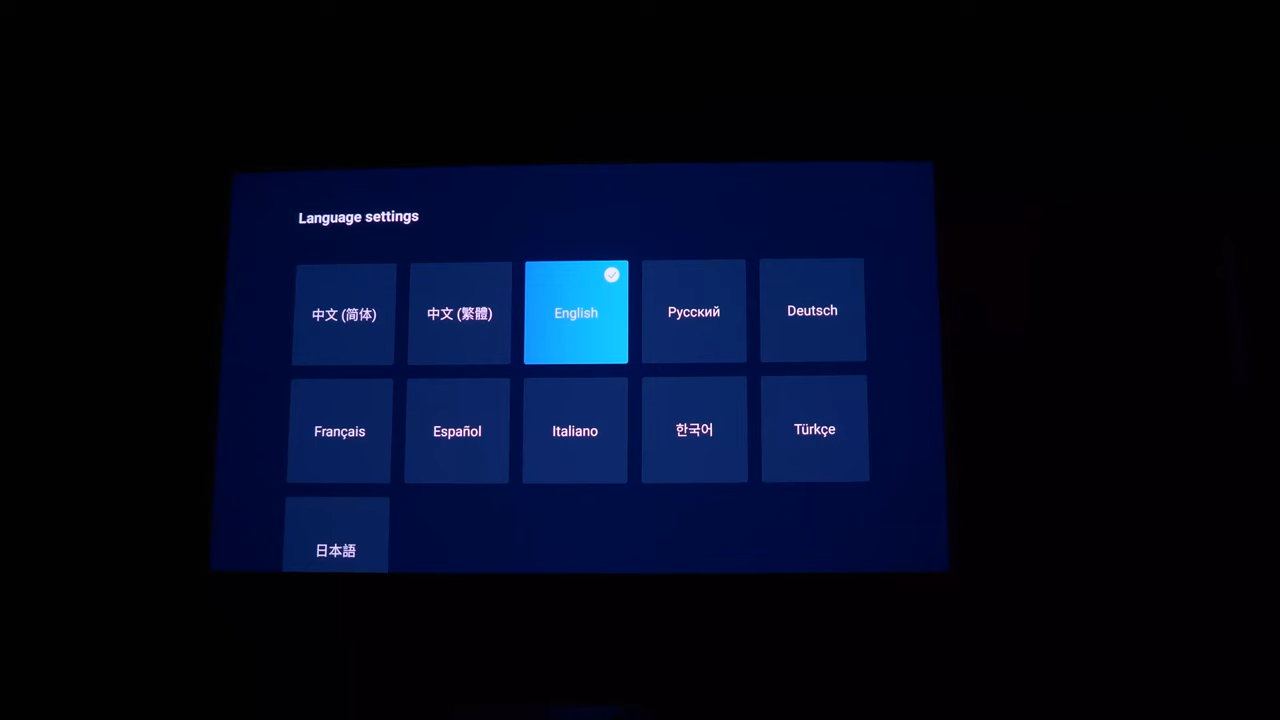 Language settings
中文 (简体)
中文 (繁體)
English
Русский
Deutsch
Français
Español
Italiano
한국어
Türkçe
日本語